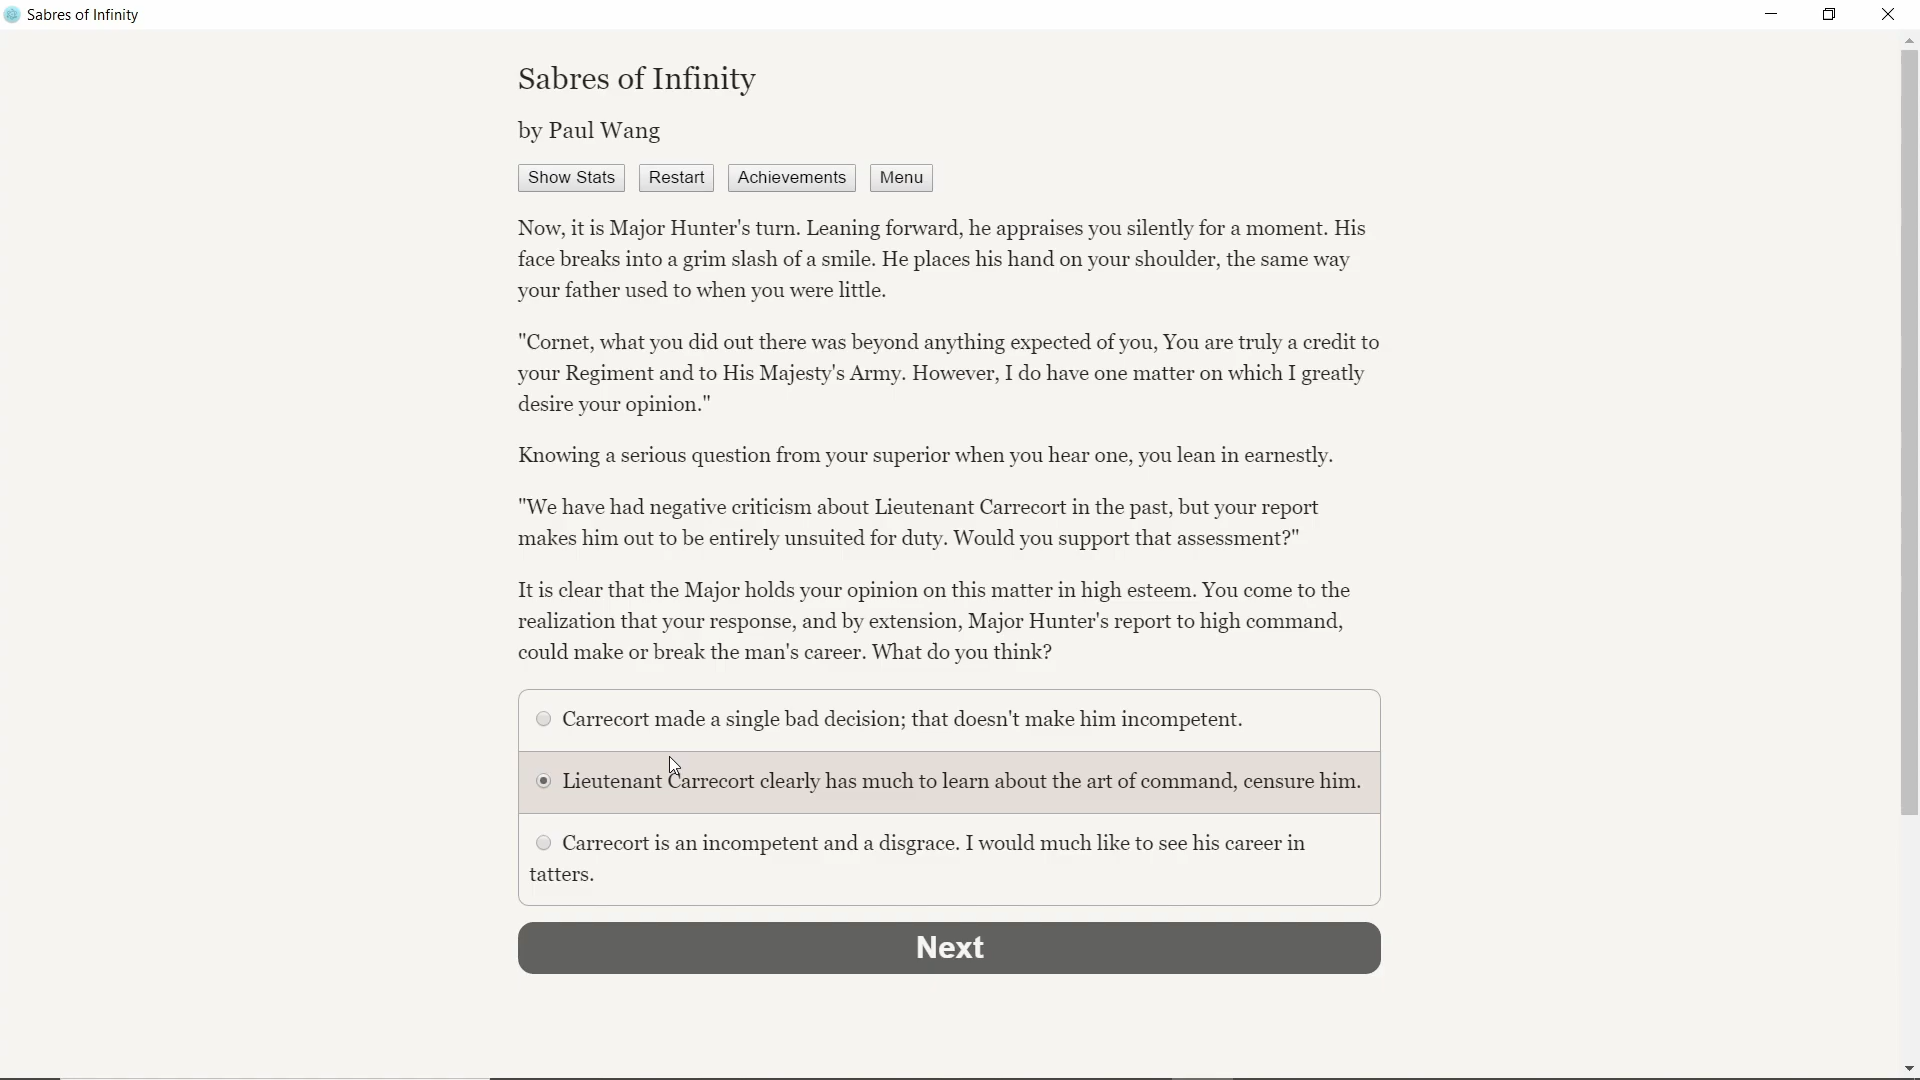 Sabres of Infinity
Sabres of Infinity
by Paul Wang
Show Stats Restart Achievements Menu
Now, it is Major Hunter's turn. Leaning forward, he appraises you silently for a moment. His
face breaks into a grim slash of a smile. He places his hand on your shoulder, the same way
your father used to when you were little.
"Cornet, what you did out there was beyond anything expected of you, You are truly a credit to
your Regiment and to His Majesty's Army. However, I do have one matter on which I greatly
desire your opinion."
Knowing a serious question from your superior when you hear one, you lean in earnestly.
"We have had negative criticism about Lieutenant Carrecort in the past, but your report
makes him out to be entirely unsuited for duty. Would you support that assessment?"
It is clear that the Major holds your opinion on this matter in high esteem. You come to the
realization that your response, and by extension, Major Hunter's report to high command,
could make or break the man's career. What do you think?
Carrecort made a single bad decision; that doesn't make him incompetent.
Lieutenant Carrecort clearly has much to learn about the art of command, censure him.
Carrecort is an incompetent and a disgrace. I would much like to see his career in
tatters.
Next